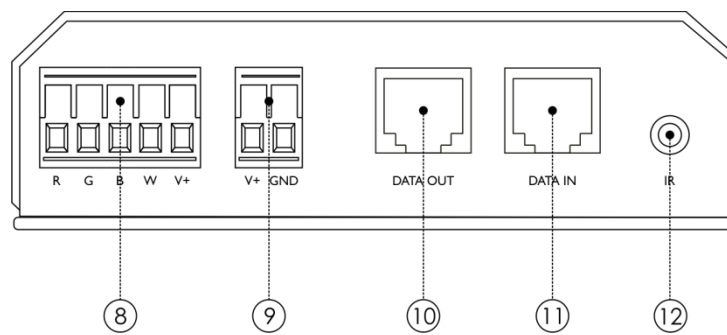 R G B W V+ V+ GND DATA OUT DATA IN IR
8 9 10 11 12